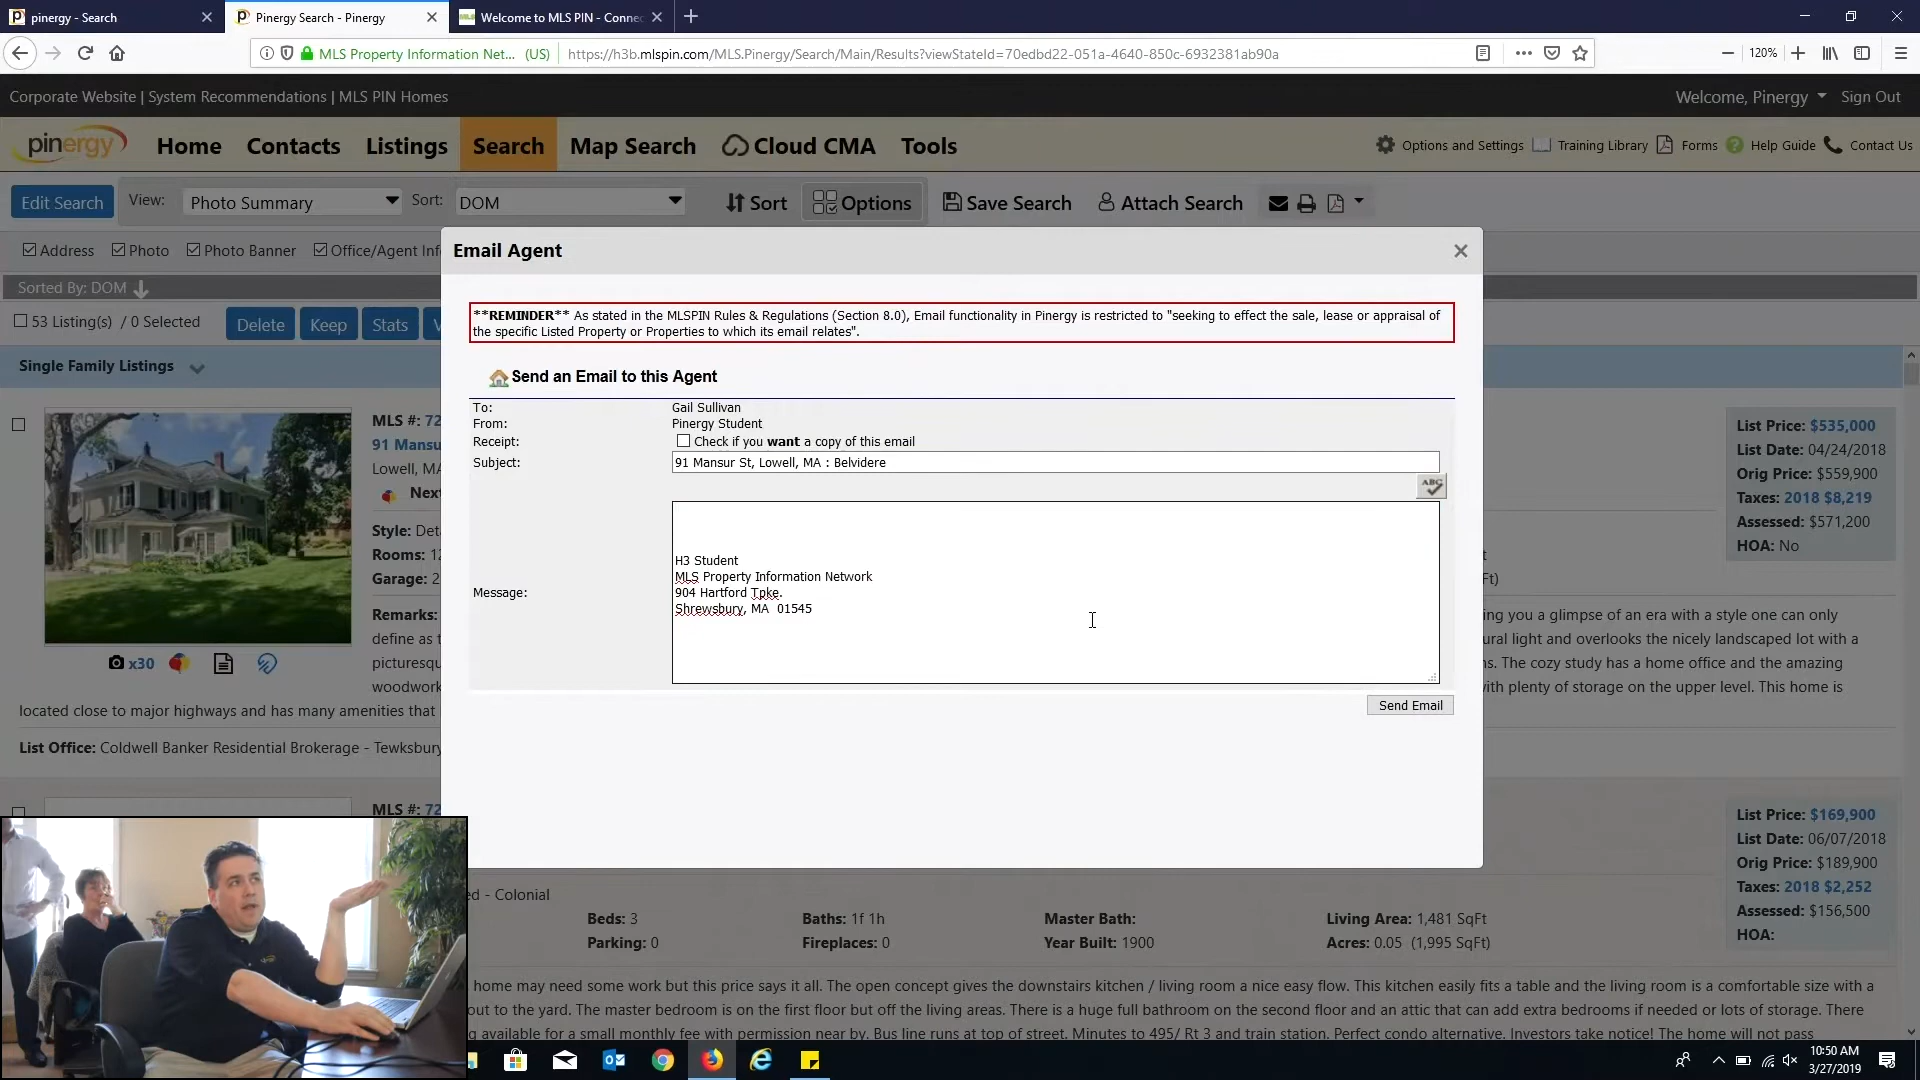 pinergy - Search
Pinergy Search - Pinergy
Welcome to MLS PIN - Connec
MLS Property Information Net... (US)
https://h3b.mlspin.com/MLS.Pinergy/Search/Main/Results?viewStateId=70edbd22-051a-4640-850c-6932381ab90a
120%
Corporate Website | System Recommendations | MLS PIN Homes
Welcome, Pinergy
Sign Out
pinergy
Home
Contacts
Listings
Search
Map Search
Cloud CMA
Tools
Options and Settings
Training Library
Forms
Help Guide
Contact Us
Edit Search
View:
Photo Summary
Sort:
DOM
Sort
Options
Save Search
Attach Search
Address
Photo
Photo Banner
Office/Agent Inf
Sorted By: DOM
53 Listing(s) / 0 Selected
Delete
Keep
Stats
V
Single Family Listings
Email Agent
**REMINDER** As stated in the MLSPIN Rules & Regulations (Section 8.0), Email functionality in Pinergy is restricted to "seeking to effect the sale, lease or appraisal of
the specific Listed Property or Properties to which its email relates".
Send an Email to this Agent
To: Gail Sullivan
From: Pinergy Student
Receipt: Check if you want a copy of this email
Subject: 91 Mansur St, Lowell, MA : Belvidere
ABC
Message:
H3 Student
MLS Property Information Network
904 Hartford Tpke.
Shrewsbury, MA 01545
Send Email
MLS #: 72
91 Mansu
Lowell, MA
Next
Style: Det
Rooms: 12
Garage: 2
Remarks:
define as t
picturesqu
woodwork
x30
located close to major highways and has many amenities that
List Office: Coldwell Banker Residential Brokerage - Tewksbury
List Price: $535,000
List Date: 04/24/2018
Orig Price: $559,900
Taxes: 2018 $8,219
Assessed: $571,200
HOA: No
t
Ft)
ing you a glimpse of an era with a style one can only
ural light and overlooks the nicely landscaped lot with a
ns. The cozy study has a home office and the amazing
with plenty of storage on the upper level. This home is
MLS #: 72
List Price: $169,900
List Date: 06/07/2018
Orig Price: $189,900
Taxes: 2018 $2,252
Assessed: $156,500
HOA:
ed - Colonial
Beds: 3
Baths: 1f 1h
Master Bath:
Living Area: 1,481 SqFt
Parking: 0
Fireplaces: 0
Year Built: 1900
Acres: 0.05 (1,995 SqFt)
home may need some work but this price says it all. The open concept gives the downstairs kitchen / living room a nice easy flow. This kitchen easily fits a table and the living room is a comfortable size with a
out to the yard. The master bedroom is on the first floor but off the living areas. There is a huge full bathroom on the second floor and an attic that can add extra bedrooms if needed or lots of storage. There
g available for a small monthly fee with permission near by. Bus line runs at top of street. Minutes to 495/ Rt 3 and train station. Perfect condo alternative. Investors take notice! The home will not pass
10:50 AM
3/27/2019